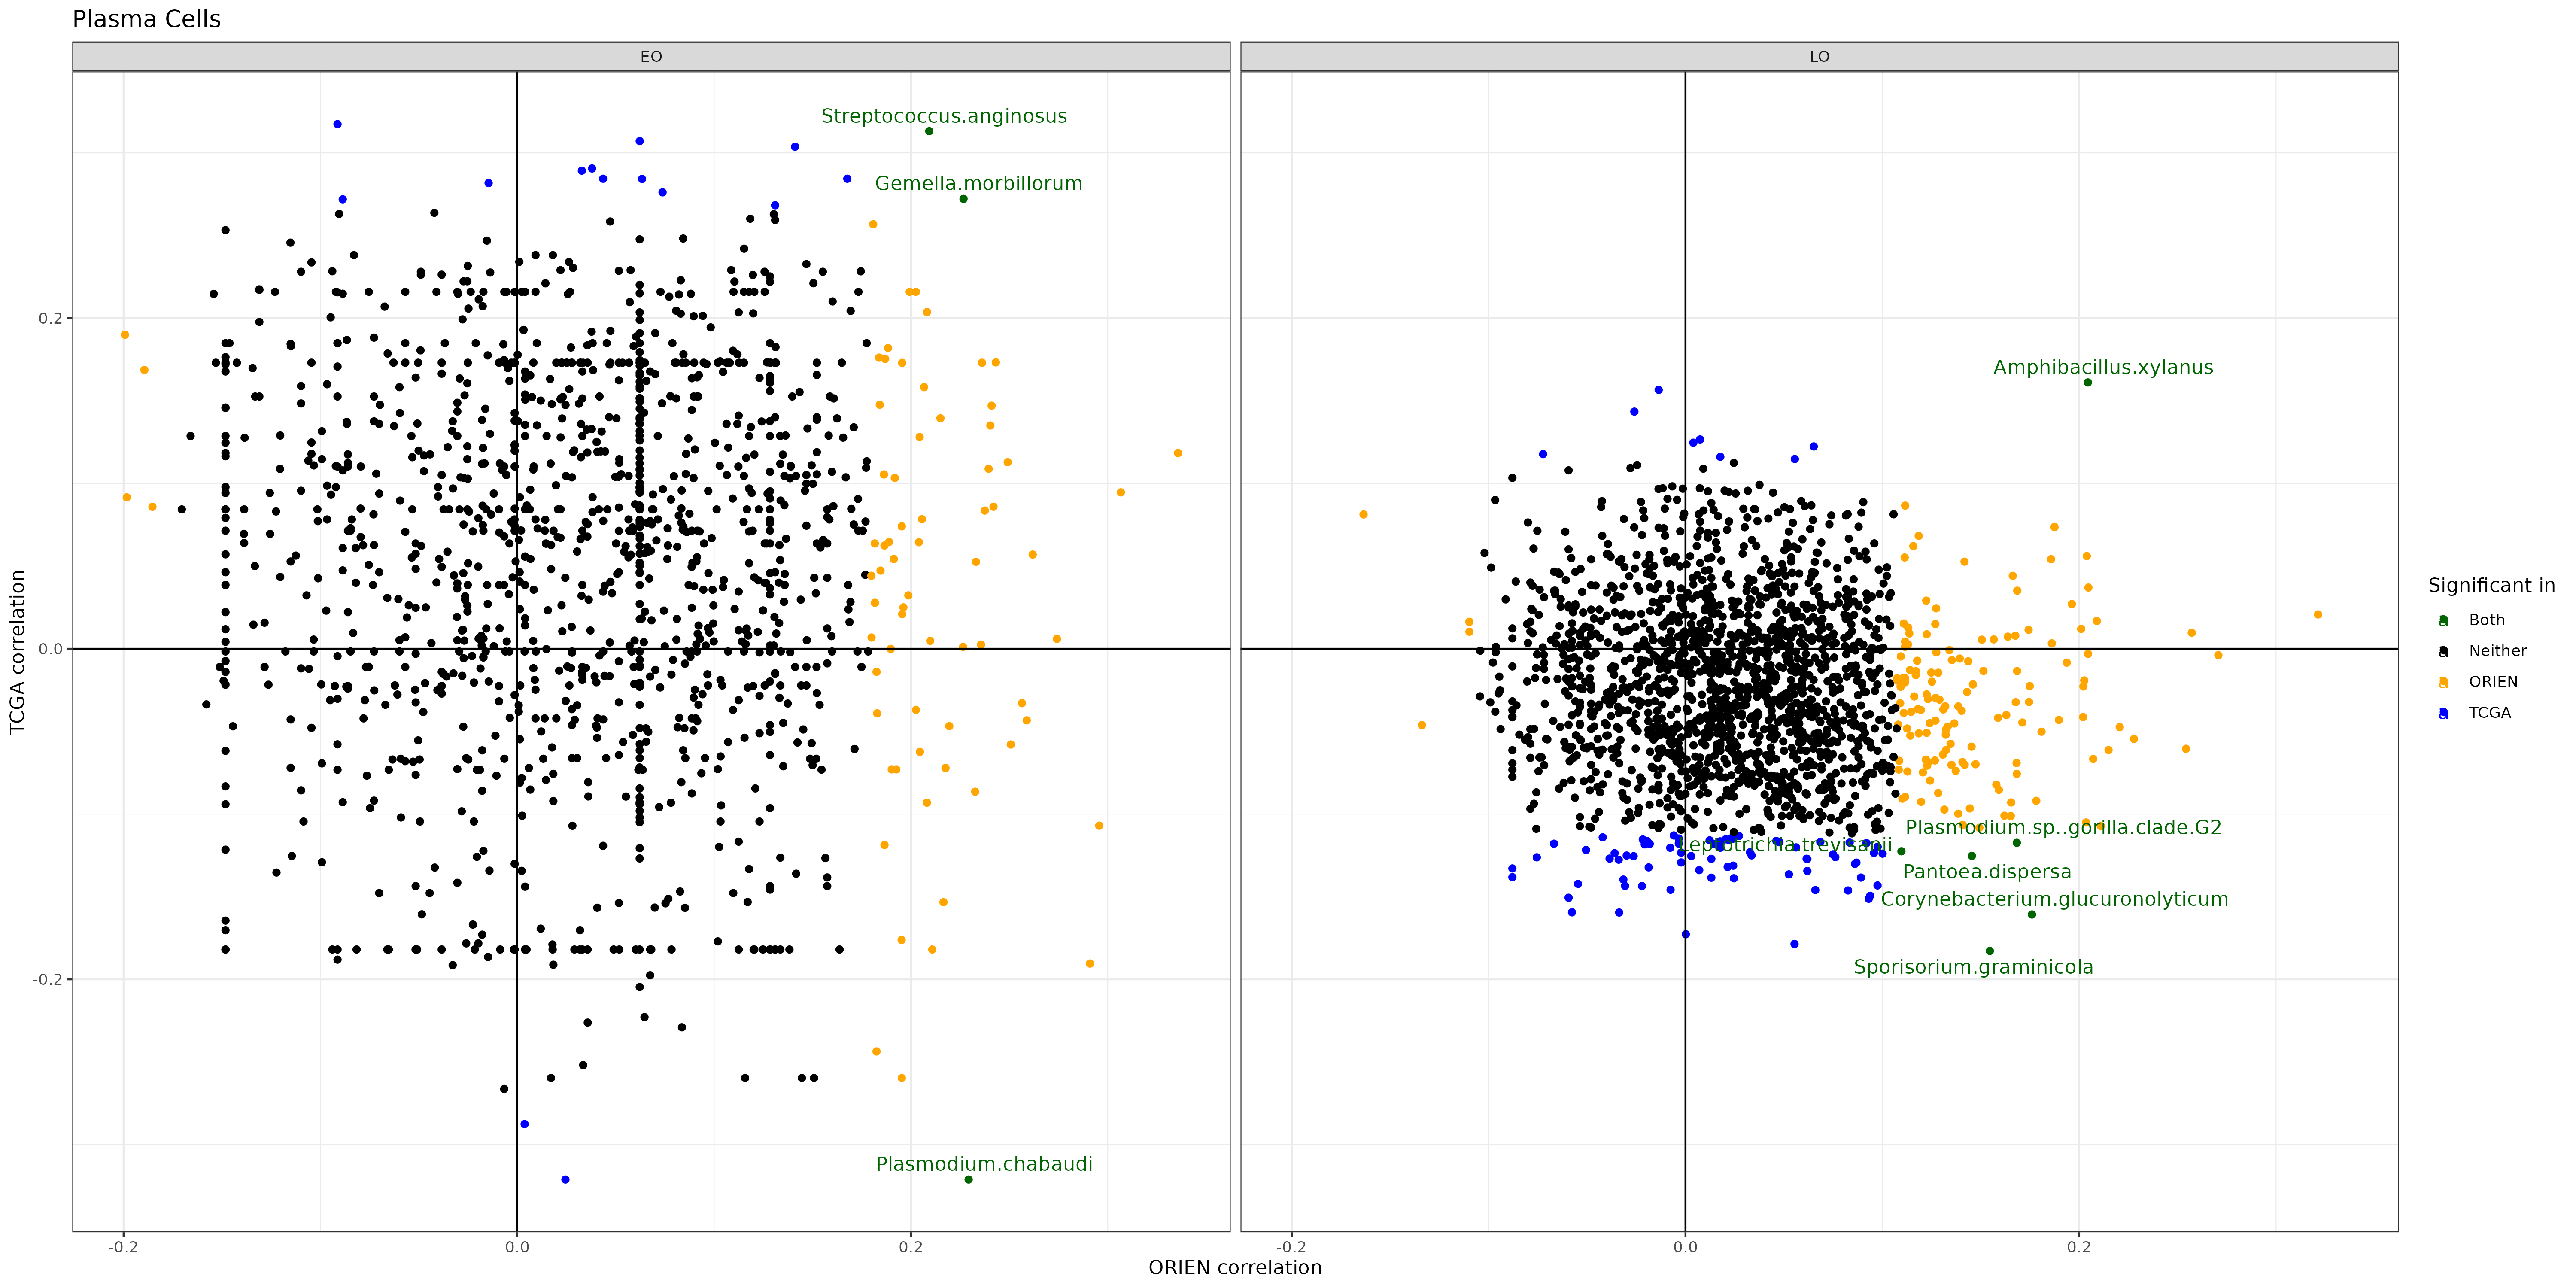 Plasma Cells
EO
LO
Streptococcus.anginosus
Gemella.morbillorum
Plasmodium.chabaudi
Amphibacillus.xylanus
Plasmodium.sp..gorilla.clade.G2
Leptotrichia.trevisanii
Pantoea.dispersa
Corynebacterium.glucuronolyticum
Sporisorium.graminicola
0.2
0.0
-0.2
TCGA correlation
-0.2
0.0
0.2
-0.2
0.0
0.2
ORIEN correlation
Significant in
a Both
a Neither
a ORIEN
a TCGA